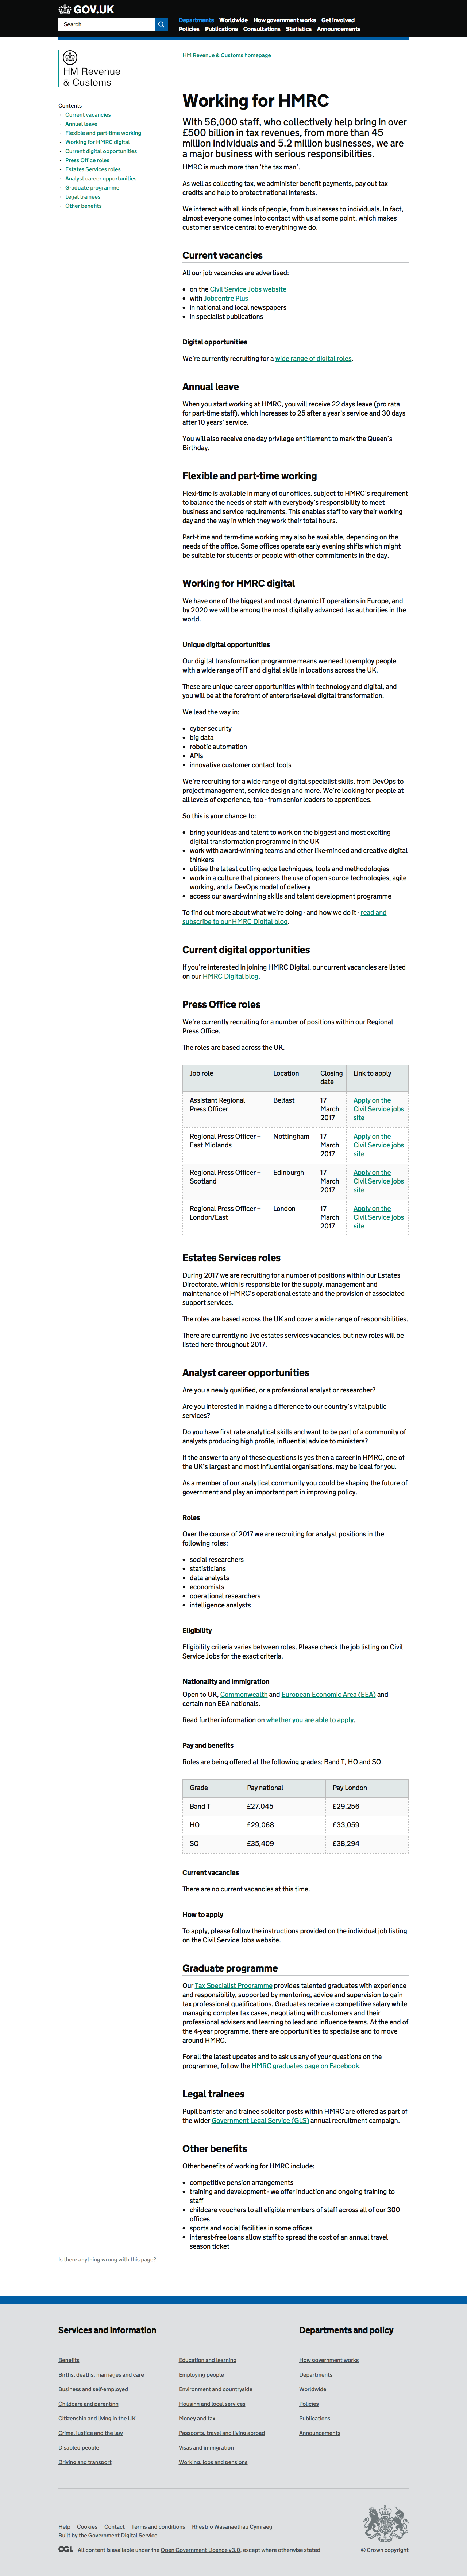 GOV.UK
Search
Departments Worldwide How government works Get involved
Policies Publications Consultations Statistics Announcements
HM Revenue
& Customs
HM Revenue & Customs homepage
Contents
- Current vacancies
- Annual leave
- Flexible and part-time working
- Working for HMRC digital
- Current digital opportunities
- Press Office roles
- Estates Services roles
- Analyst career opportunities
- Graduate programme
- Legal trainees
- Other benefits
Working for HMRC
With 56,000 staff, who collectively help bring in over
£500 billion in tax revenues, from more than 45
million individuals and 5.2 million businesses, we are
a major business with serious responsibilities.
HMRC is much more than 'the tax man'.
As well as collecting tax, we administer benefit payments, pay out tax
credits and help to protect national interests.
We interact with all kinds of people, from businesses to individuals. In fact,
almost everyone comes into contact with us at some point, which makes
customer service central to everything we do.
Current vacancies
All our job vacancies are advertised:
• on the Civil Service Jobs website
• with Jobcentre Plus
• in national and local newspapers
• in specialist publications
Digital opportunities
We're currently recruiting for a wide range of digital roles.
Annual leave
When you start working at HMRC, you will receive 22 days leave (pro rata
for part-time staff), which increases to 25 after a year's service and 30 days
after 10 years' service.
You will also receive one day privilege entitlement to mark the Queen's
Birthday.
Flexible and part-time working
Flexi-time is available in many of our offices, subject to HMRC's requirement
to balance the needs of staff with everybody's responsibility to meet
business and service requirements. This enables staff to vary their working
day and the way in which they work their total hours.
Part-time and term-time working may also be available, depending on the
needs of the office. Some offices operate early evening shifts which might
be suitable for students or people with other commitments in the day.
Working for HMRC digital
We have one of the biggest and most dynamic IT operations in Europe, and
by 2020 we will be among the most digitally advanced tax authorities in the
world.
Unique digital opportunities
Our digital transformation programme means we need to employ people
with a wide range of IT and digital skills in locations across the UK.
These are unique career opportunities within technology and digital, and
you will be at the forefront of enterprise-level digital transformation.
We lead the way in:
• cyber security
• big data
• robotic automation
• APIs
• innovative customer contact tools
We're recruiting for a wide range of digital specialist skills, from DevOps to
project management, service design and more. We're looking for people at
all levels of experience, too - from senior leaders to apprentices.
So this is your chance to:
• bring your ideas and talent to work on the biggest and most exciting
digital transformation programme in the UK
• work with award-winning teams and other like-minded and creative digital
thinkers
• utilise the latest cutting-edge techniques, tools and methodologies
• work in a culture that pioneers the use of open source technologies, agile
working, and a DevOps model of delivery
• access our award-winning skills and talent development programme
To find out more about what we're doing - and how we do it - read and
subscribe to our HMRC Digital blog.
Current digital opportunities
If you're interested in joining HMRC Digital, our current vacancies are listed
on our HMRC Digital blog.
Press Office roles
We're currently recruiting for a number of positions within our Regional
Press Office.
The roles are based across the UK.
Job role Location Closing date Link to apply
Assistant Regional Press Officer Belfast 17 March 2017 Apply on the Civil Service jobs site
Regional Press Officer – East Midlands Nottingham 17 March 2017 Apply on the Civil Service jobs site
Regional Press Officer – Scotland Edinburgh 17 March 2017 Apply on the Civil Service jobs site
Regional Press Officer – London/East London 17 March 2017 Apply on the Civil Service jobs site
Estates Services roles
During 2017 we are recruiting for a number of positions within our Estates
Directorate, which is responsible for the supply, management and
maintenance of HMRC's operational estate and the provision of associated
support services.
The roles are based across the UK and cover a wide range of responsibilities.
There are currently no live estates services vacancies, but new roles will be
listed here throughout 2017.
Analyst career opportunities
Are you a newly qualified, or a professional analyst or researcher?
Are you interested in making a difference to our country's vital public
services?
Do you have first rate analytical skills and want to be part of a community of
analysts producing high profile, influential advice to ministers?
If the answer to any of these questions is yes then a career in HMRC, one of
the UK's largest and most influential organisations, may be ideal for you.
As a member of our analytical community you could be shaping the future of
government and play an important part in improving policy.
Roles
Over the course of 2017 we are recruiting for analyst positions in the
following roles:
• social researchers
• statisticians
• data analysts
• economists
• operational researchers
• intelligence analysts
Eligibility
Eligibility criteria varies between roles. Please check the job listing on Civil
Service Jobs for the exact criteria.
Nationality and immigration
Open to UK, Commonwealth and European Economic Area (EEA) and
certain non EEA nationals.
Read further information on whether you are able to apply.
Pay and benefits
Roles are being offered at the following grades: Band T, HO and SO.
Grade Pay national Pay London
Band T £27,045 £29,256
HO £29,068 £33,059
SO £35,409 £38,294
Current vacancies
There are no current vacancies at this time.
How to apply
To apply, please follow the instructions provided on the individual job listing
on the Civil Service Jobs website.
Graduate programme
Our Tax Specialist Programme provides talented graduates with experience
and responsibility, supported by mentoring, advice and supervision to gain
tax professional qualifications. Graduates receive a competitive salary while
managing complex tax cases, negotiating with customers and their
professional advisers and learning to lead and influence teams. At the end of
the 4-year programme, there are opportunities to specialise and to move
around HMRC.
For all the latest updates and to ask us any of your questions on the
programme, follow the HMRC graduates page on Facebook.
Legal trainees
Pupil barrister and trainee solicitor posts within HMRC are offered as part of
the wider Government Legal Service (GLS) annual recruitment campaign.
Other benefits
Other benefits of working for HMRC include:
• competitive pension arrangements
• training and development - we offer induction and ongoing training to
staff
• childcare vouchers to all eligible members of staff across all of our 300
offices
• sports and social facilities in some offices
• interest-free loans allow staff to spread the cost of an annual travel
season ticket
Is there anything wrong with this page?
Services and information
Benefits
Births, deaths, marriages and care
Business and self-employed
Childcare and parenting
Citizenship and living in the UK
Crime, justice and the law
Disabled people
Driving and transport
Education and learning
Employing people
Environment and countryside
Housing and local services
Money and tax
Passports, travel and living abroad
Visas and immigration
Working, jobs and pensions
Departments and policy
How government works
Departments
Worldwide
Policies
Publications
Announcements
Help Cookies Contact Terms and conditions Rhestr o Wasanaethau Cymraeg
Built by the Government Digital Service
OGL All content is available under the Open Government Licence v3.0, except where otherwise stated
© Crown copyright